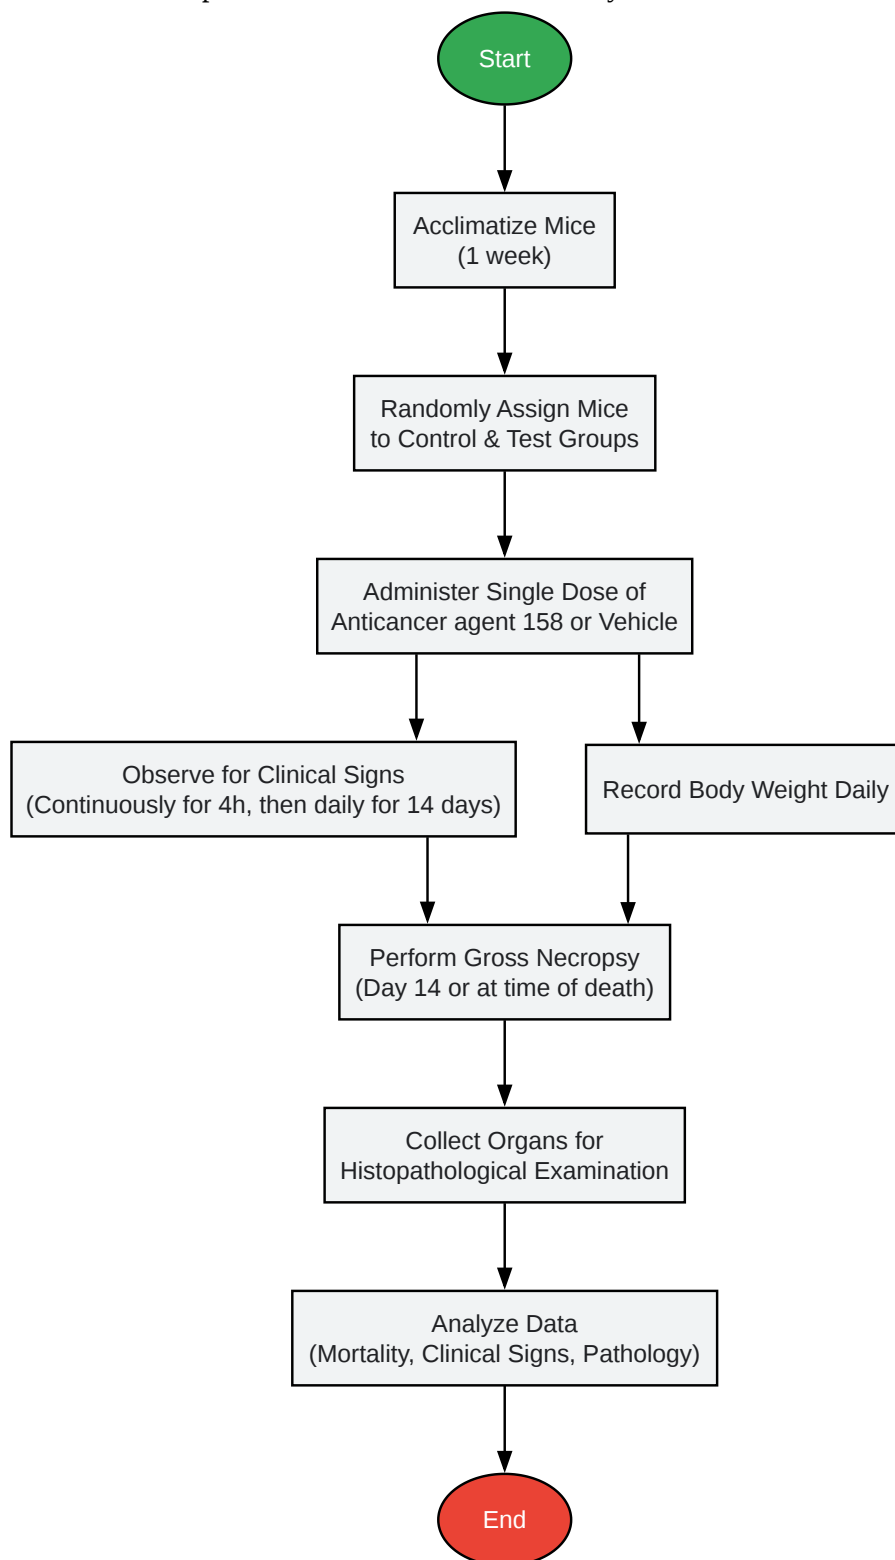 Start
Acclimatize Mice
(1 week)
Randomly Assign Mice
to Control & Test Groups
Administer Single Dose of
Anticancer agent 158 or Vehicle
Observe for Clinical Signs
(Continuously for 4h, then daily for 14 days)
Record Body Weight Daily
Perform Gross Necropsy
(Day 14 or at time of death)
Collect Organs for
Histopathological Examination
Analyze Data
(Mortality, Clinical Signs, Pathology)
End